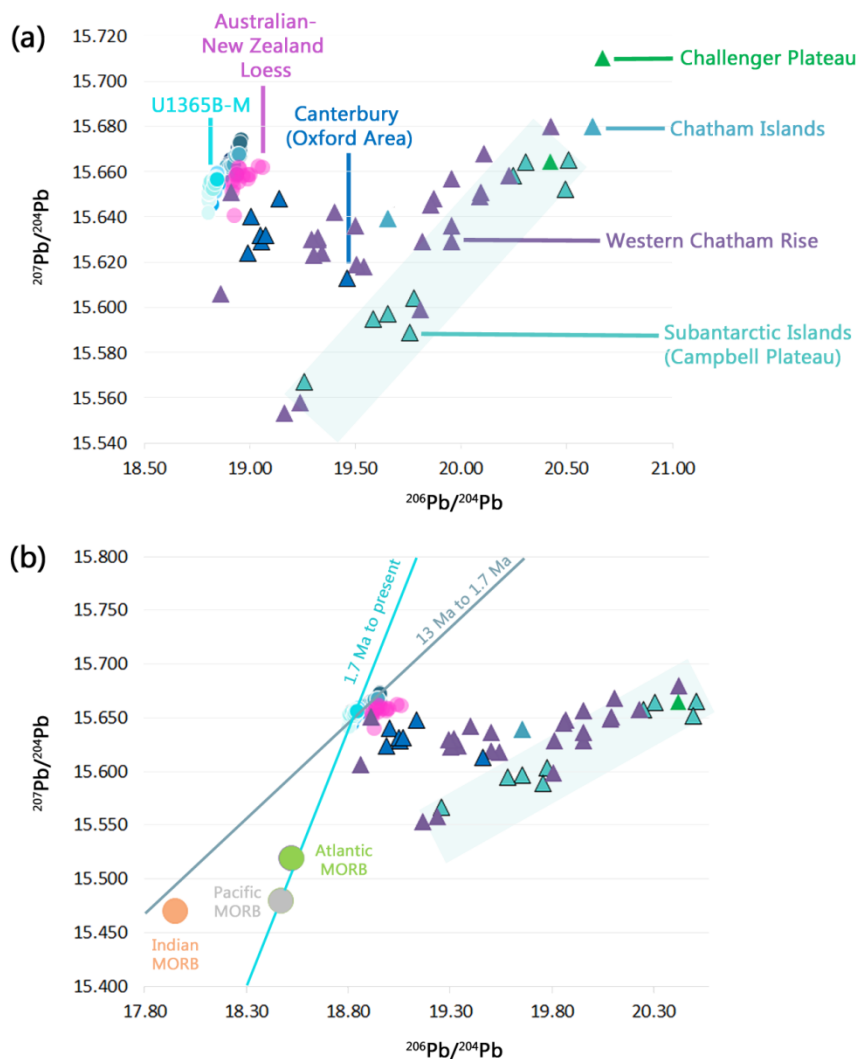 (a)
Australian-
New Zealand
Loess
U1365B-M
Canterbury
(Oxford Area)
Challenger Plateau
Chatham Islands
Western Chatham Rise
Subantarctic Islands
(Campbell Plateau)
15.720
15.700
15.680
15.660
15.640
15.620
15.600
15.580
15.560
15.540
²⁰⁷Pb/²⁰⁴Pb
18.50 19.00 19.50 20.00 20.50 21.00
²⁰⁶Pb/²⁰⁴Pb
(b)
15.800
15.750
15.700
15.650
15.600
15.550
15.500
15.450
15.400
²⁰⁷Pb/²⁰⁴Pb
1.7 Ma to present
13 Ma to 1.7 Ma
Atlantic
MORB
Pacific
MORB
Indian
MORB
17.80 18.30 18.80 19.30 19.80 20.30
²⁰⁶Pb/²⁰⁴Pb